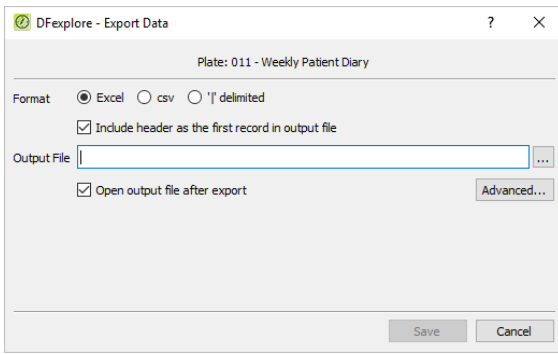 DFexplore - Export Data
Plate: 011 - Weekly Patient Diary
Format Excel csv '|' delimited
Include header as the first record in output file
Output File ...
Open output file after export Advanced...
Save Cancel